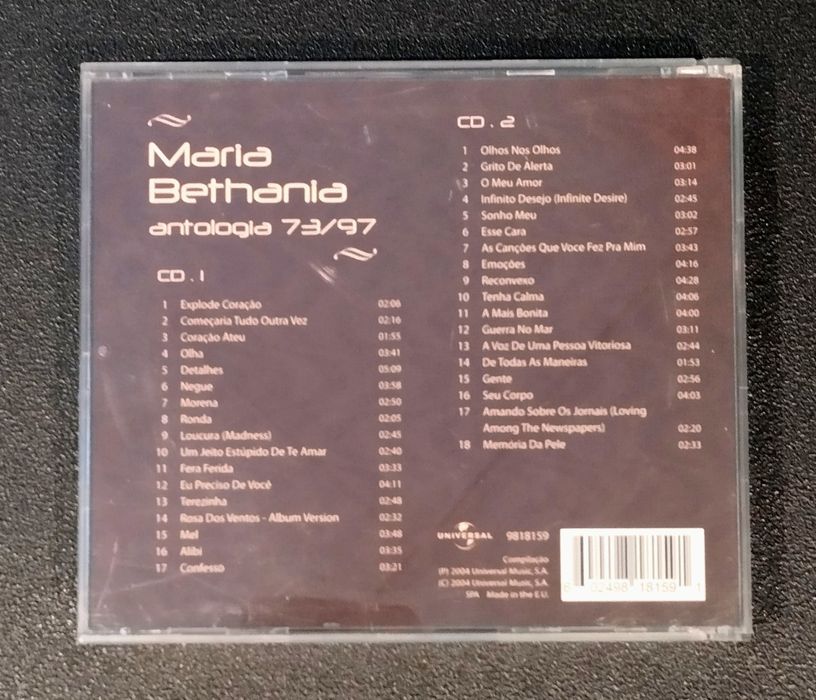 Maria
Bethania
antologia 73/97
CD . 1
1 Explode Coração 02:06
2 Começaria Tudo Outra Vez 02:16
3 Coração Ateu 01:55
4 Olha 03:41
5 Detalhes 05:09
6 Negue 03:58
7 Morena 02:50
8 Ronda 02:05
9 Loucura (Madness) 02:45
10 Um Jeito Estúpido De Te Amar 02:40
11 Fera Ferida 03:33
12 Eu Preciso De Você 04:11
13 Terezinha 02:48
14 Rosa Dos Ventos - Album Version 02:32
15 Mel 03:48
16 Alibi 03:35
17 Confesso 03:21
CD . 2
1 Olhos Nos Olhos 04:38
2 Grito De Alerta 03:01
3 O Meu Amor 03:14
4 Infinito Desejo (Infinite Desire) 02:45
5 Sonho Meu 03:02
6 Esse Cara 02:57
7 As Canções Que Voce Fez Pra Mim 03:43
8 Emoções 04:16
9 Reconvexo 04:28
10 Tenha Calma 04:06
11 A Mais Bonita 04:00
12 Guerra No Mar 03:11
13 A Voz De Uma Pessoa Vitoriosa 02:44
14 De Todas As Maneiras 01:53
15 Gente 02:56
16 Seu Corpo 04:03
17 Amando Sobre Os Jornais (Loving
Among The Newspapers) 02:20
18 Memória Da Pele 02:33
UNIVERSAL 9818159
Compilação
(P) 2004 Universal Music, S.A.
(C) 2004 Universal Music, S.A.
SPA Made in the E.U.
6 02498 18159 1